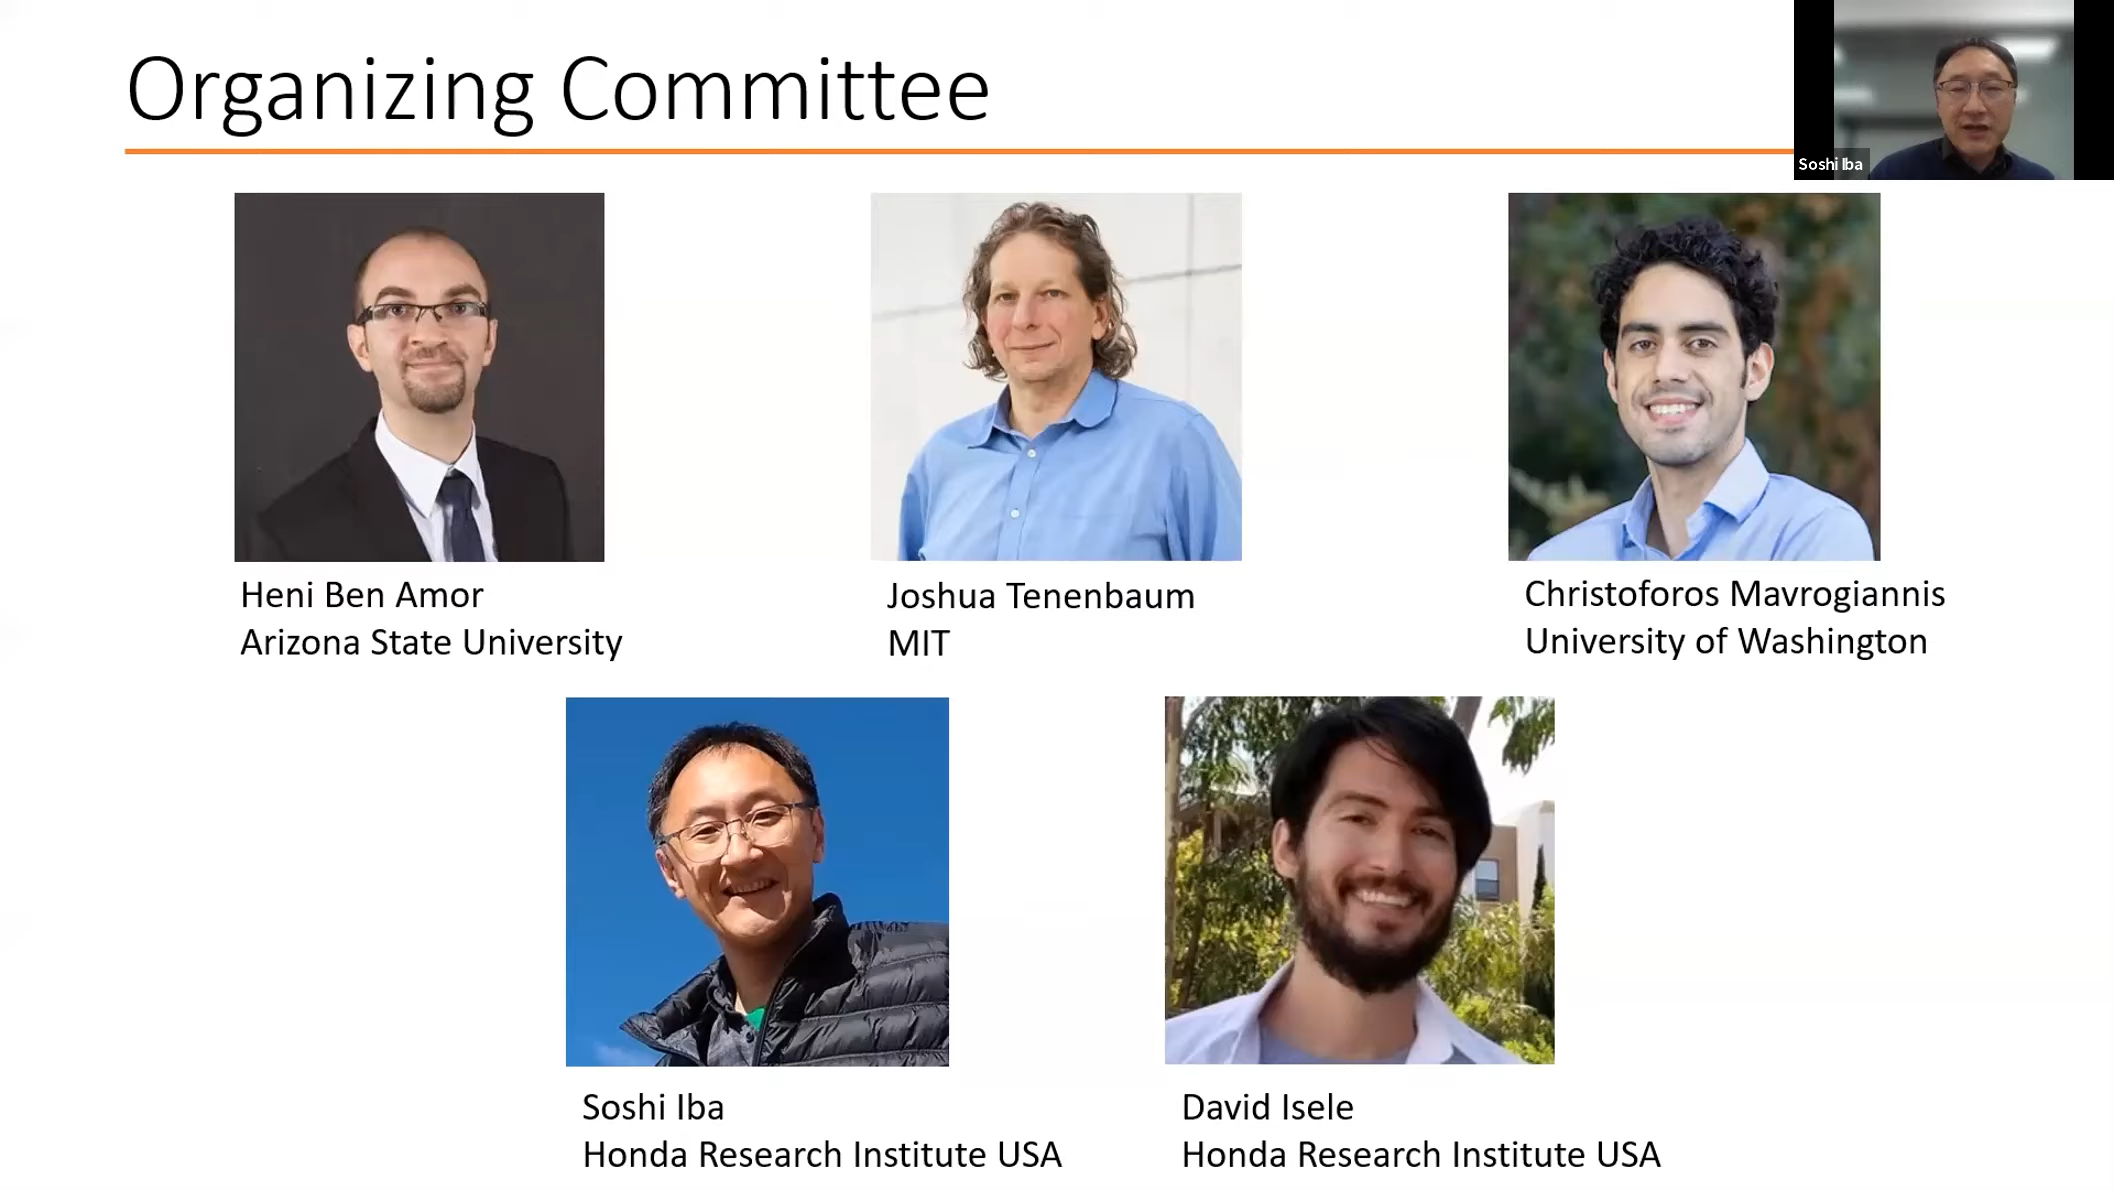 Organizing Committee
Soshi Iba
Heni Ben Amor
Arizona State University
Joshua Tenenbaum
MIT
Christoforos Mavrogiannis
University of Washington
Soshi Iba
Honda Research Institute USA
David Isele
Honda Research Institute USA